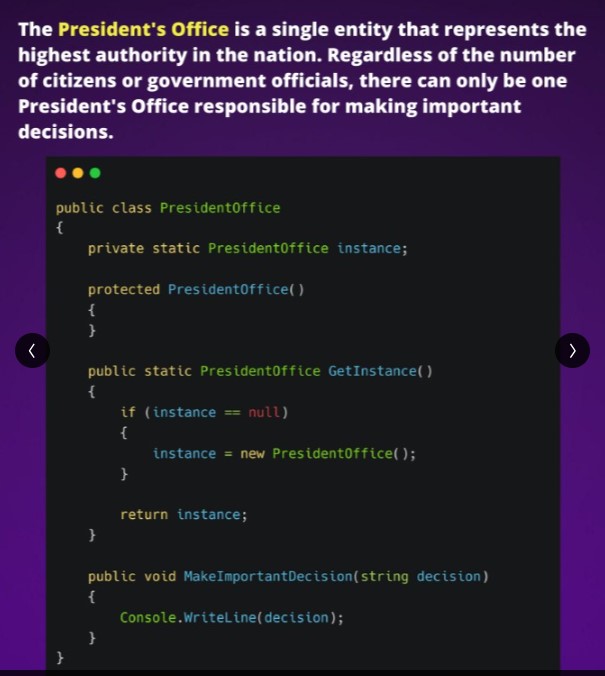 The President's Office is a single entity that represents the
highest authority in the nation. Regardless of the number
of citizens or government officials, there can only be one
President's Office responsible for making important
decisions.
public class PresidentOffice
{
    private static PresidentOffice instance;
    protected PresidentOffice()
    {
    }
    public static PresidentOffice GetInstance()
    {
        if (instance == null)
        {
            instance = new PresidentOffice();
        }
        return instance;
    }
    public void MakeImportantDecision(string decision)
    {
        Console.WriteLine(decision);
    }
}